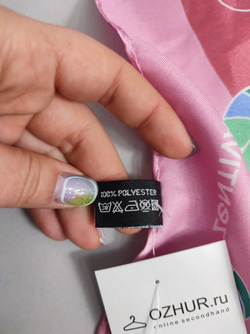 100% POLYESTER
OZHUR.ru
online secondhand